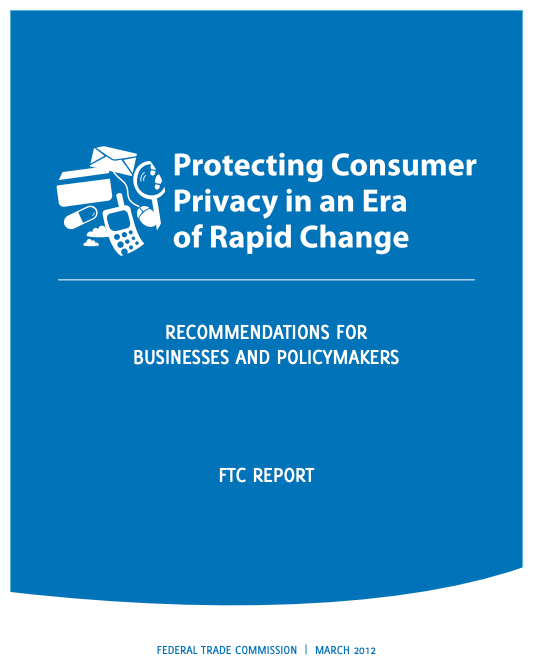 Protecting Consumer
Privacy in an Era
of Rapid Change
RECOMMENDATIONS FOR
BUSINESSES AND POLICYMAKERS
FTC REPORT
FEDERAL TRADE COMMISSION | MARCH 2012